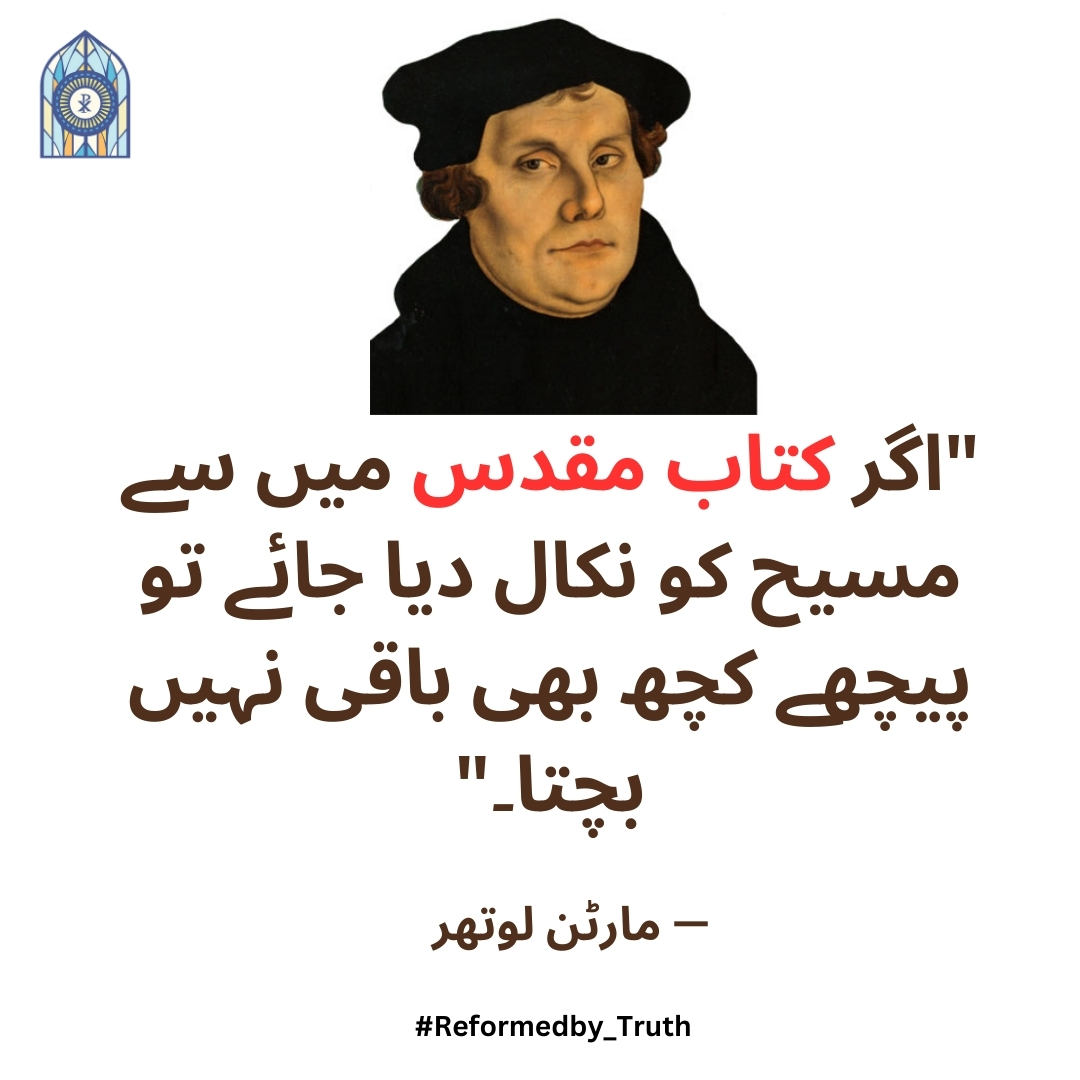 "اگر کتاب مقدس میں سے
مسیح کو نکال دیا جائے تو
پیچھے کچھ بھی باقی نہیں
بچتا۔"
— مارٹن لوتھر
#Reformedby_Truth